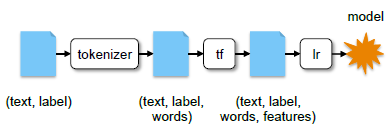 model
tokenizer
tf
lr
(text, label)
(text, label,
words)
(text, label,
words, features)